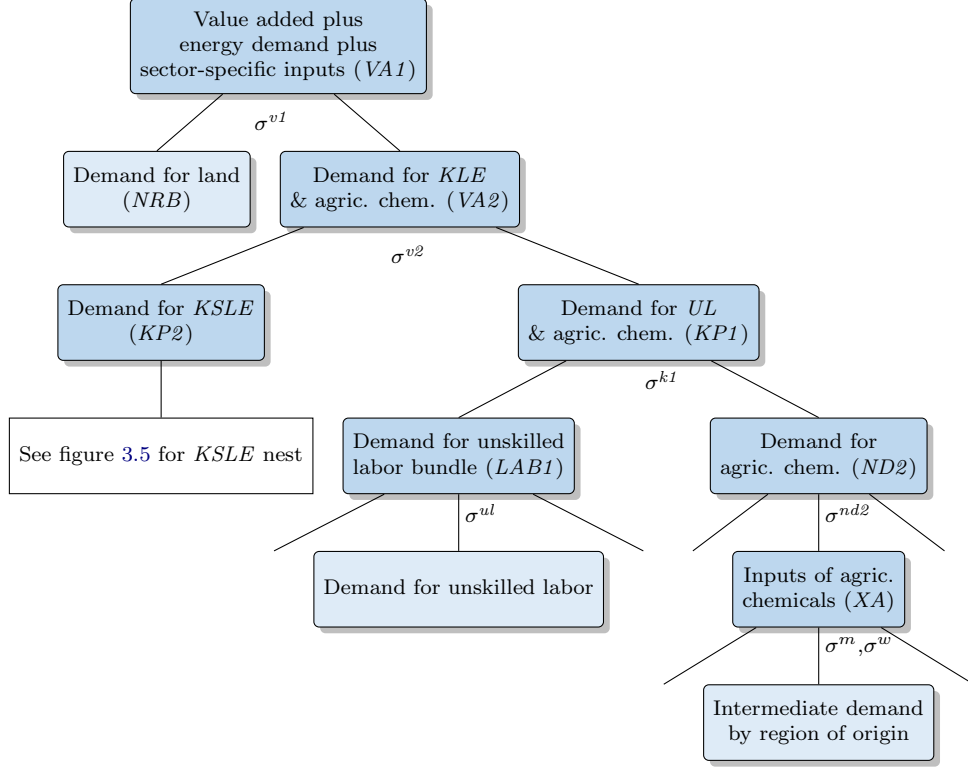 Value added plus
energy demand plus
sector-specific inputs (VA1)
σ^v1
Demand for land
(NRB)
Demand for KLE
& agric. chem. (VA2)
σ^v2
Demand for KSLE
(KP2)
Demand for UL
& agric. chem. (KP1)
σ^k1
See figure 3.5 for KSLE nest
Demand for unskilled
labor bundle (LAB1)
Demand for
agric. chem. (ND2)
σ^ul
σ^nd2
Demand for unskilled labor
Inputs of agric.
chemicals (XA)
σ^m,σ^w
Intermediate demand
by region of origin